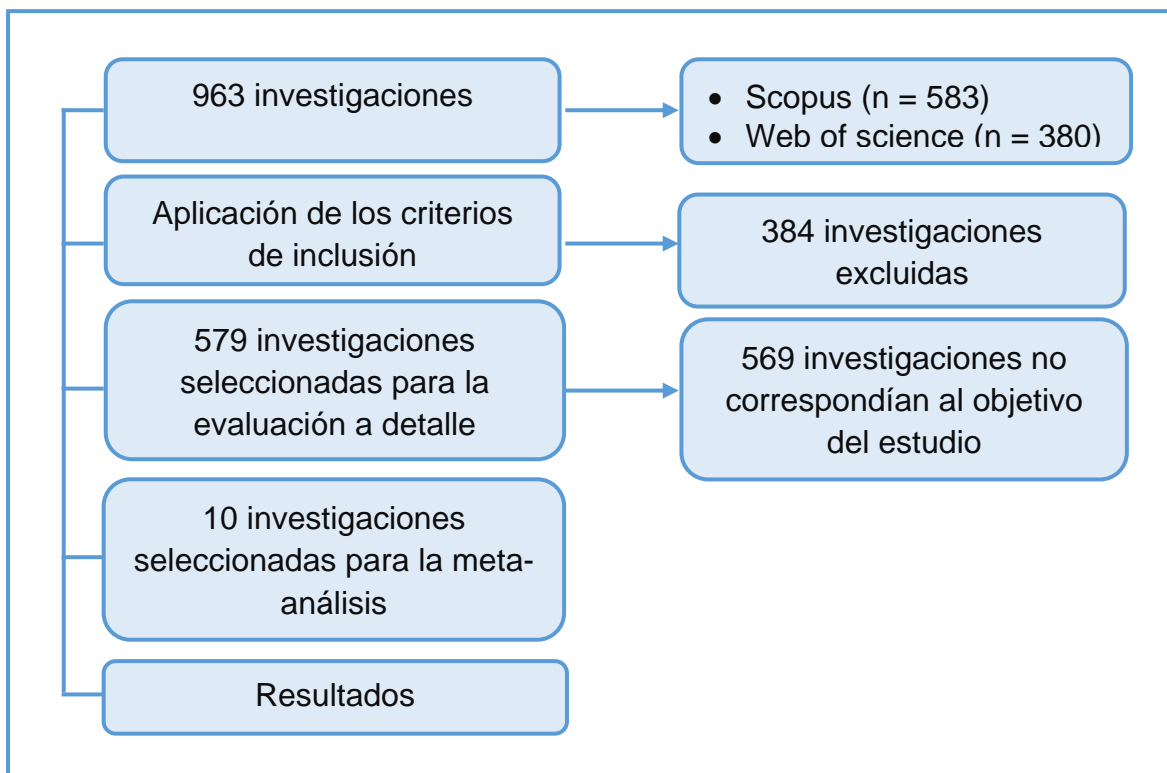 963 investigaciones
• Scopus (n = 583)
• Web of science (n = 380)
Aplicación de los criterios
de inclusión
384 investigaciones
excluidas
579 investigaciones
seleccionadas para la
evaluación a detalle
569 investigaciones no
correspondían al objetivo
del estudio
10 investigaciones
seleccionadas para la meta-
análisis
Resultados